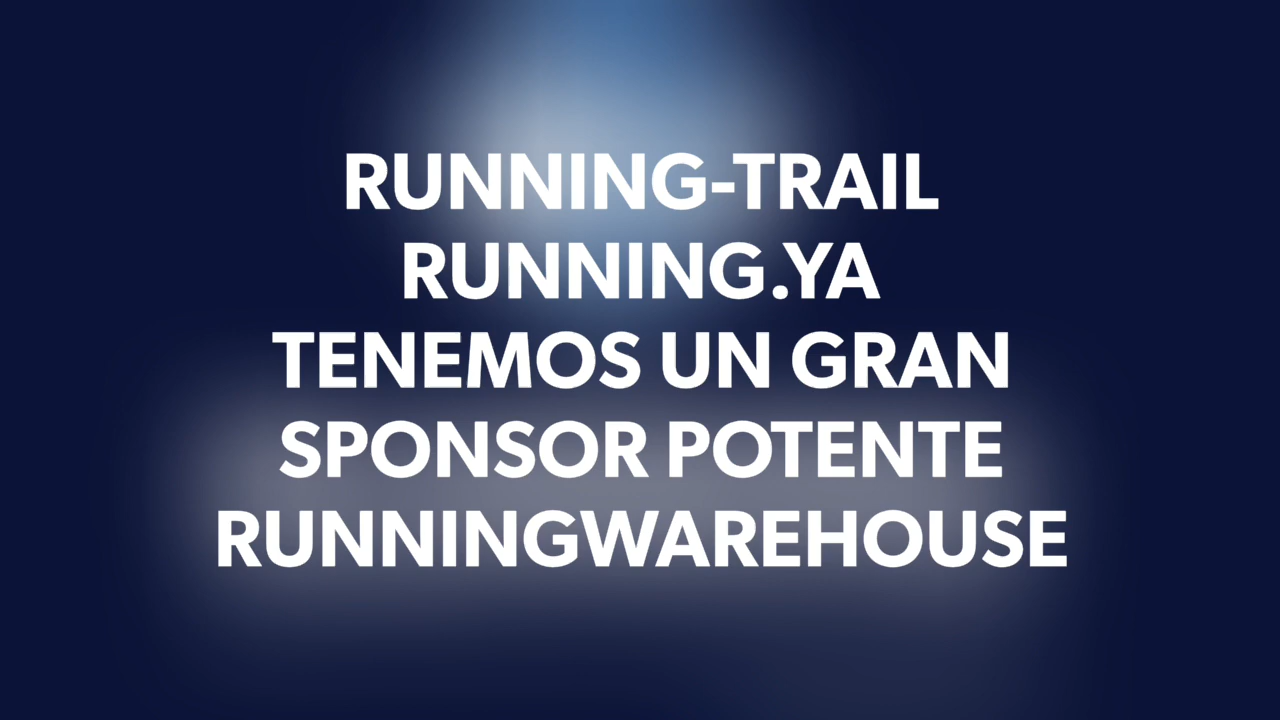 RUNNING-TRAIL
RUNNING.YA
TENEMOS UN GRAN
SPONSOR POTENTE
RUNNINGWAREHOUSE